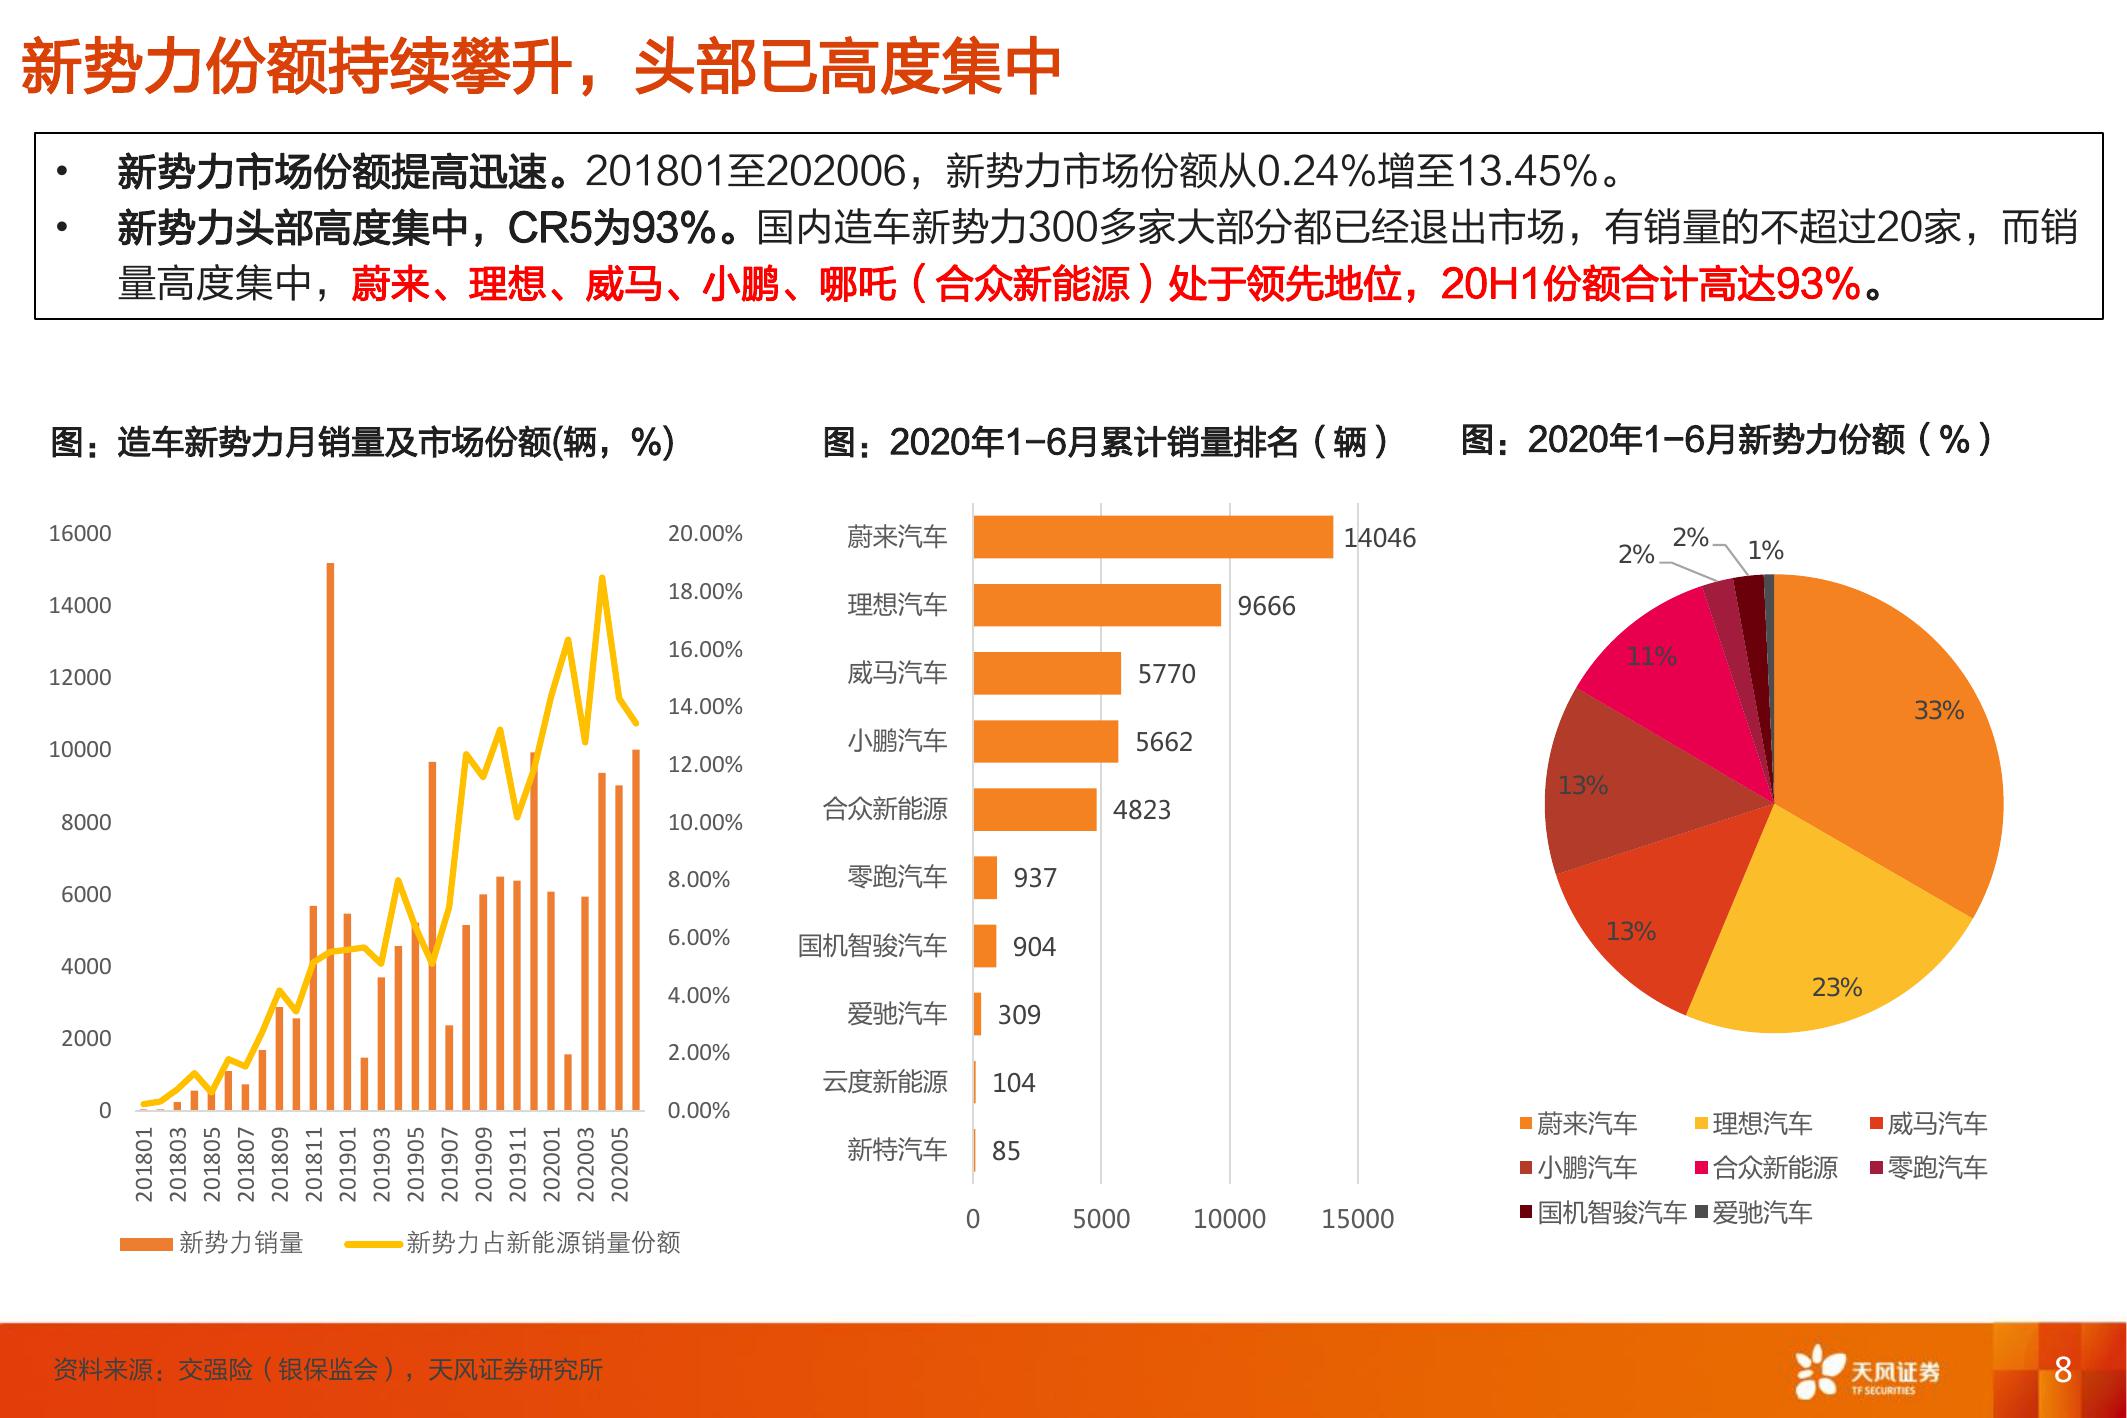 新势力份额持续攀升，头部已高度集中
• 新势力市场份额提高迅速。201801至202006，新势力市场份额从0.24%增至13.45%。
• 新势力头部高度集中，CR5为93%。国内造车新势力300多家大部分都已经退出市场，有销量的不超过20家，而销
量高度集中，蔚来、理想、威马、小鹏、哪吒（合众新能源）处于领先地位，20H1份额合计高达93%。
图：造车新势力月销量及市场份额(辆，%)
16000
14000
12000
10000
8000
6000
4000
2000
0
20.00%
18.00%
16.00%
14.00%
12.00%
10.00%
8.00%
6.00%
4.00%
2.00%
0.00%
201801
201803
201805
201807
201809
201811
201901
201903
201905
201907
201909
201911
202001
202003
202005
新势力销量
新势力占新能源销量份额
图：2020年1-6月累计销量排名（辆）
蔚来汽车 14046
理想汽车 9666
威马汽车 5770
小鹏汽车 5662
合众新能源 4823
零跑汽车 937
国机智骏汽车 904
爱驰汽车 309
云度新能源 104
新特汽车 85
0 5000 10000 15000
图：2020年1-6月新势力份额（%）
2%
2%
1%
11%
33%
13%
13%
23%
蔚来汽车 理想汽车 威马汽车
小鹏汽车 合众新能源 零跑汽车
国机智骏汽车 爱驰汽车
资料来源：交强险（银保监会），天风证券研究所
天风证券
TF SECURITIES
8